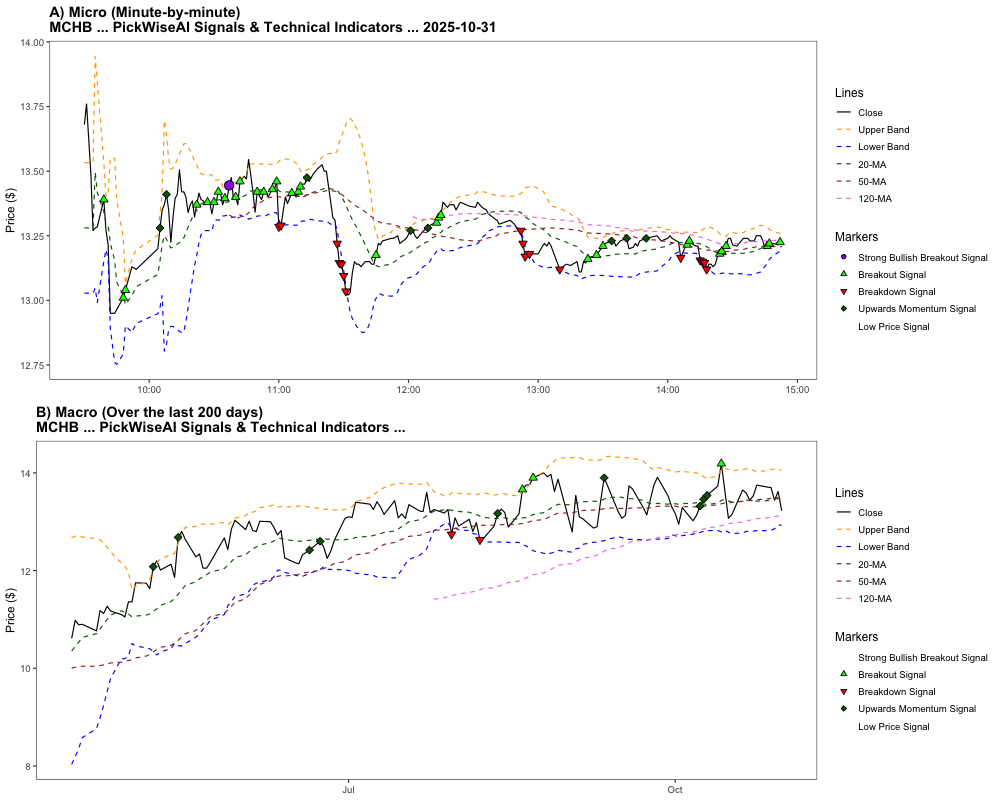 A) Micro (Minute-by-minute)
MCHB ... PickWiseAI Signals & Technical Indicators ... 2025-10-31
Price ($)
14.00
13.75
13.50
13.25
13.00
12.75
10:00
11:00
12:00
13:00
14:00
15:00
Lines
Close
Upper Band
Lower Band
20-MA
50-MA
120-MA
Markers
Strong Bullish Breakout Signal
Breakout Signal
Breakdown Signal
Upwards Momentum Signal
Low Price Signal
B) Macro (Over the last 200 days)
MCHB ... PickWiseAI Signals & Technical Indicators ...
Price ($)
14
12
10
8
Jul
Oct
Lines
Close
Upper Band
Lower Band
20-MA
50-MA
120-MA
Markers
Strong Bullish Breakout Signal
Breakout Signal
Breakdown Signal
Upwards Momentum Signal
Low Price Signal